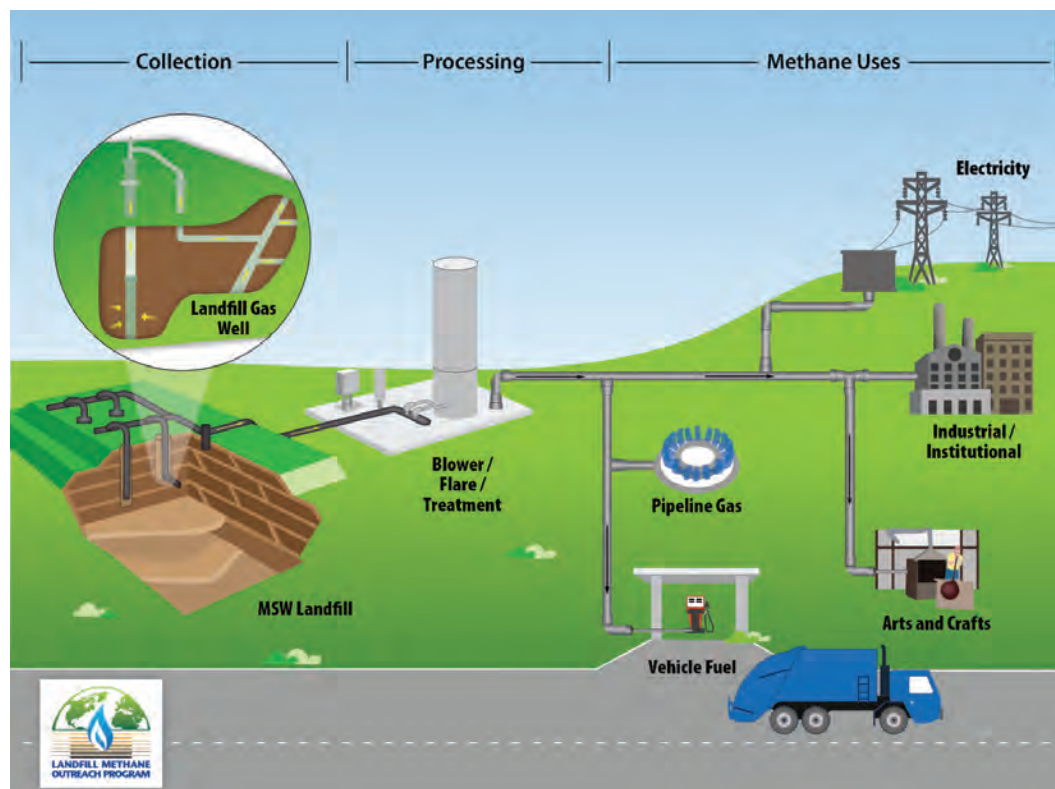 Collection
Processing
Methane Uses
Electricity
Landfill Gas
Well
Industrial /
Institutional
Blower /
Flare /
Treatment
Pipeline Gas
MSW Landfill
Arts and Crafts
Vehicle Fuel
LANDFILL METHANE
OUTREACH PROGRAM